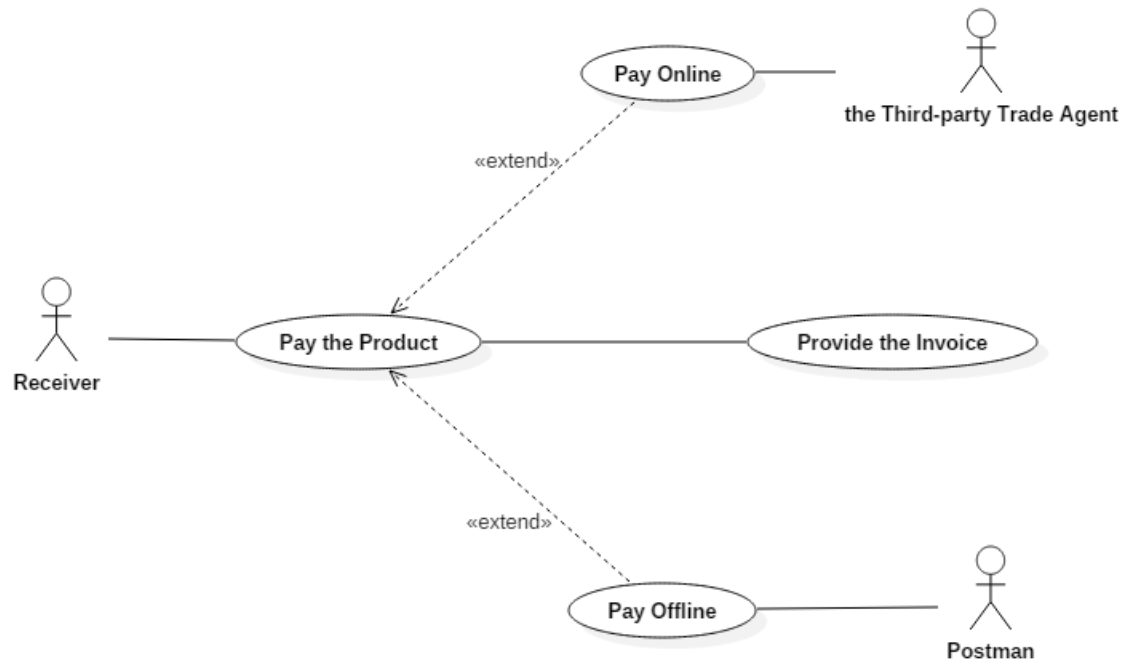 Pay Online
the Third-party Trade Agent
«extend»
Pay the Product
Provide the Invoice
Receiver
«extend»
Pay Offline
Postman